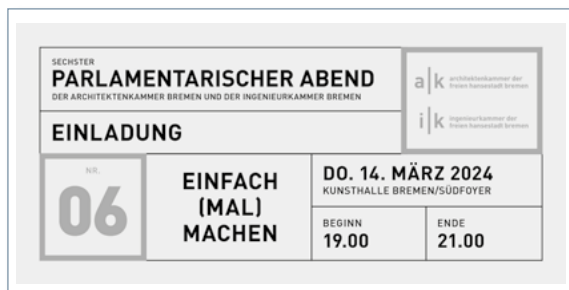 SECHSTER
PARLAMENTARISCHER ABEND
DER ARCHITEKTENKAMMER BREMEN UND DER INGENIEURKAMMER BREMEN
a|k architektenkammer der
freien hansestadt bremen
i|k ingenieurkammer der
freien hansestadt bremen
EINLADUNG
NR.
06
EINFACH
(MAL)
MACHEN
DO. 14. MÄRZ 2024
KUNSTHALLE BREMEN/SÜDFOYER
BEGINN
19.00
ENDE
21.00